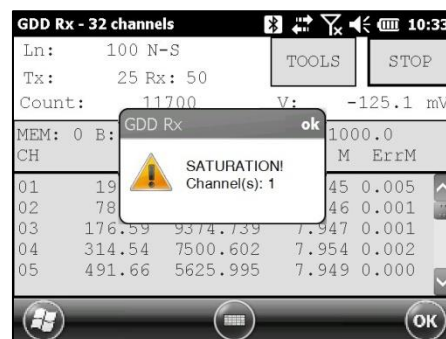 GDD Rx - 32 channels 10:33
Ln: 100 N-S
TOOLS STOP
Tx: 25 Rx: 50
Count: 11700 V: -125.1 mV
MEM: 0 B: 1000.0
CH M ErrM
GDD Rx ok
SATURATION!
Channel(s): 1
01 19 45 0.005
02 78 46 0.001
03 176.59 9374.739 7.947 0.001
04 314.54 7500.602 7.954 0.002
05 491.66 5625.995 7.949 0.000
OK